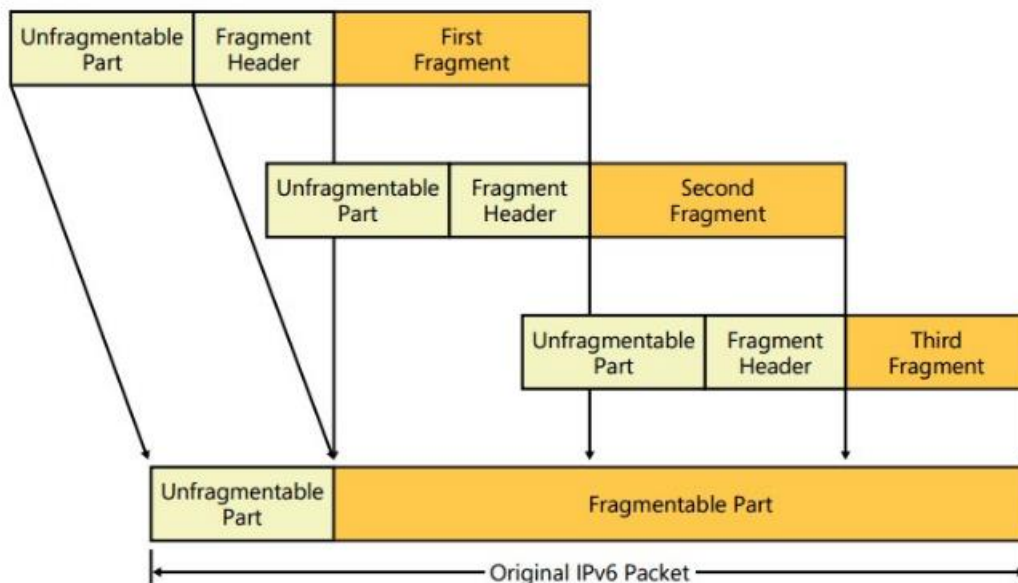 Unfragmentable
Part
Fragment
Header
First
Fragment
Unfragmentable
Part
Fragment
Header
Second
Fragment
Unfragmentable
Part
Fragment
Header
Third
Fragment
Unfragmentable
Part
Fragmentable Part
Original IPv6 Packet